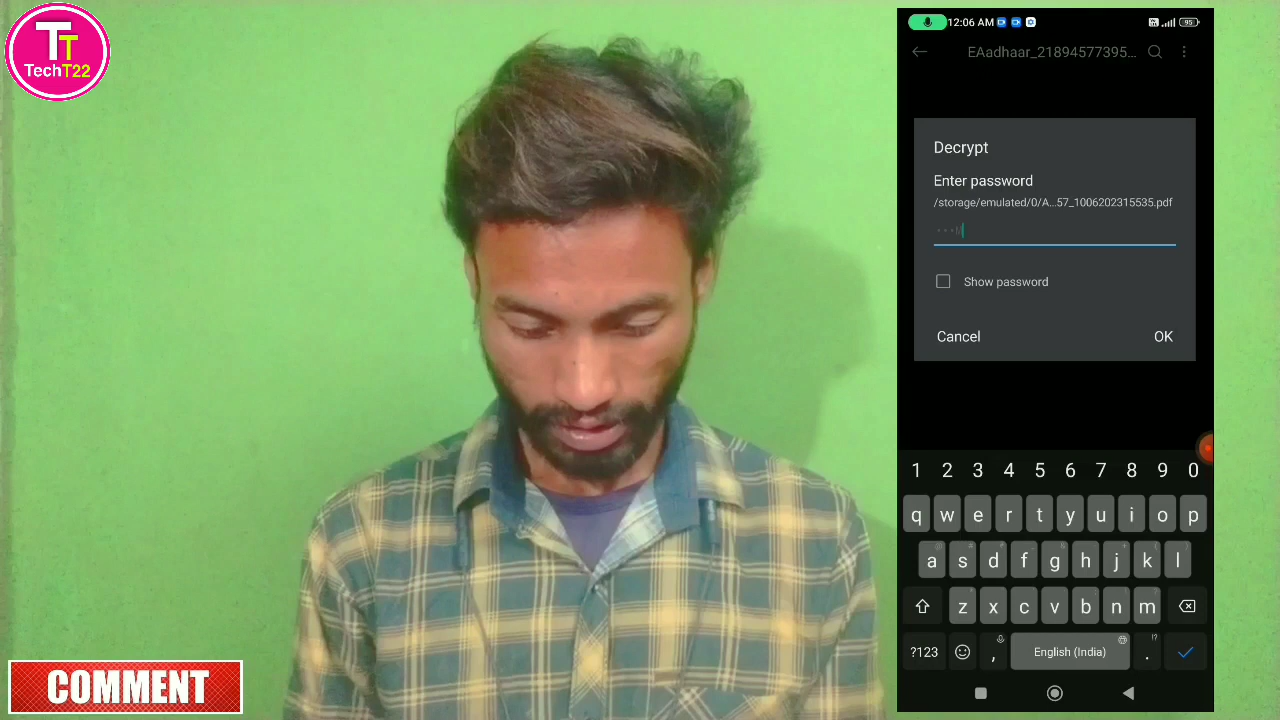 TT
TechT22
COMMENT
12:06 AM
95
EAadhaar_21894577395...
Decrypt
Enter password
/storage/emulated/0/A...57_1006202315535.pdf
•••M
Show password
Cancel
OK
1 2 3 4 5 6 7 8 9 0
q w e r t y u i o p
a s d f g h j k l
z x c v b n m
?123
,
English (India)
.
!?